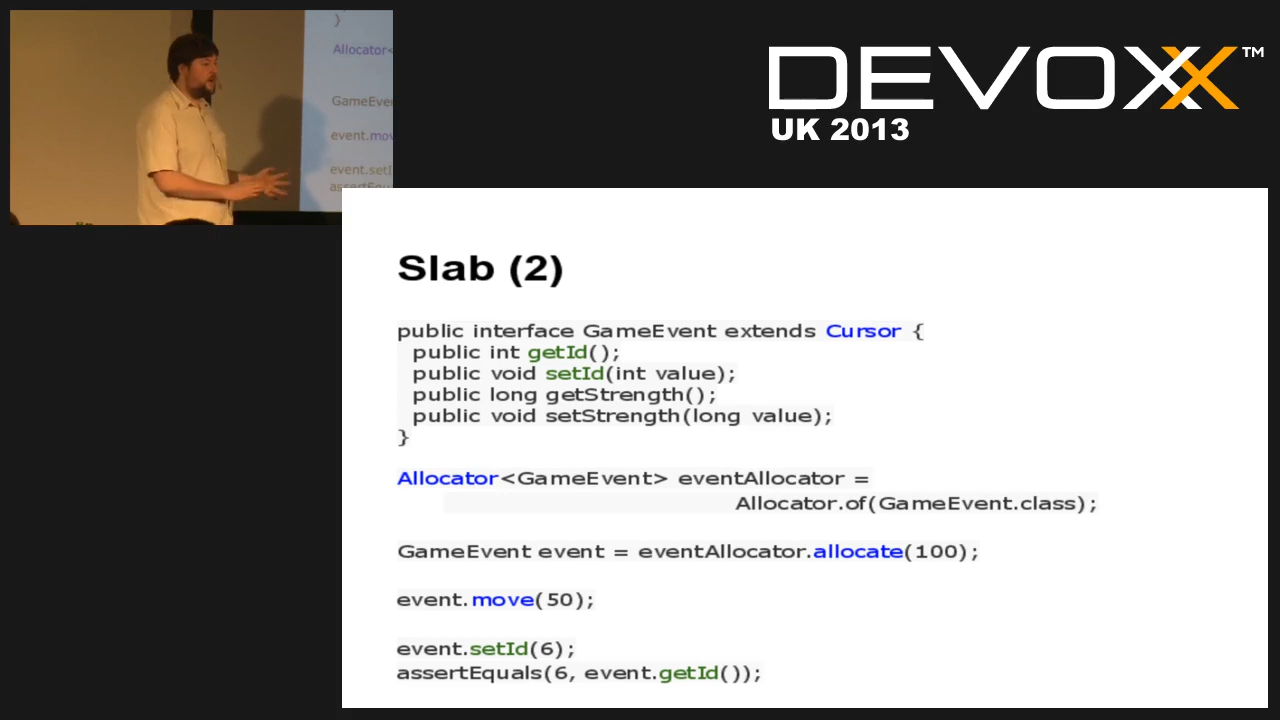 }
Allocator<
GameEve
event.mov
event.setI
assertEqu
DEVOXX™
UK 2013
Slab (2)
public interface GameEvent extends Cursor {
public int getId();
public void setId(int value);
public long getStrength();
public void setStrength(long value);
}
Allocator<GameEvent> eventAllocator =
Allocator.of(GameEvent.class);
GameEvent event = eventAllocator.allocate(100);
event.move(50);
event.setId(6);
assertEquals(6, event.getId());